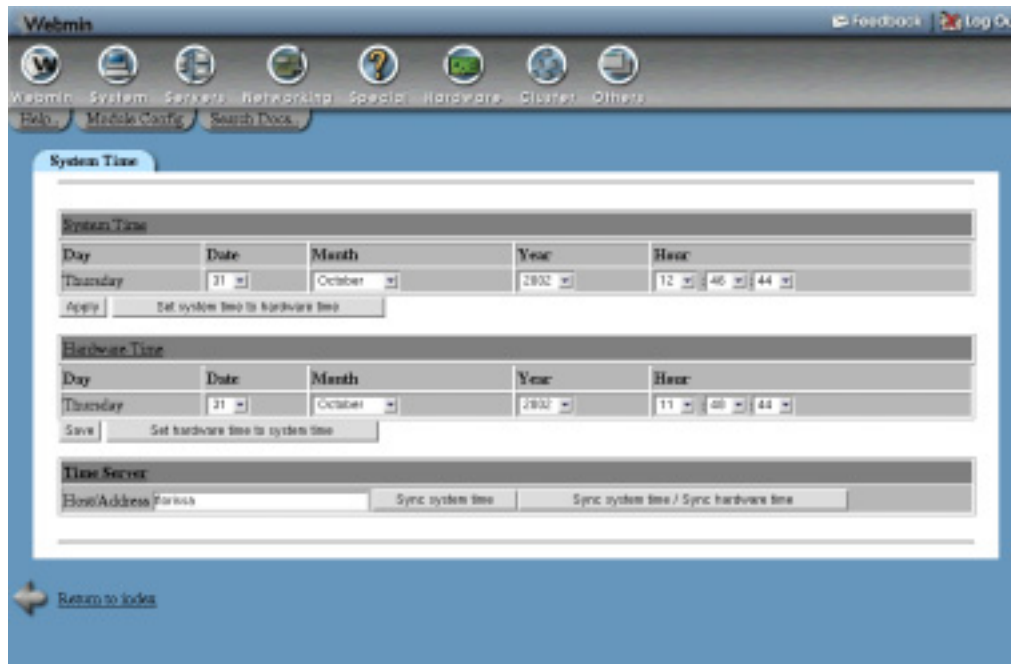 Webmin
Feedback Log Ou
Webmin System Servers Networking Special Hardware Cluster Others
Help.. Module Config Search Docs..
System Time
System Time
Day Date Month Year Hour
Thursday 31 October 2002 12 : 46 : 44
Apply Set system time to hardware time
Hardware Time
Day Date Month Year Hour
Thursday 31 October 2002 11 : 48 : 44
Save Set hardware time to system time
Time Server
Host/Address Sync system time Sync system time / Sync hardware time
Return to index